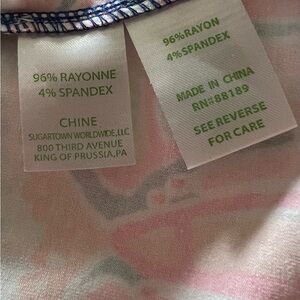 96% RAYONNE
4% SPANDEX
CHINE
SUGARTOWN WORLDWIDE, LLC
800 THIRD AVENUE
KING OF PRUSSIA, PA
96% RAYON
4% SPANDEX
MADE IN CHINA
RN#88189
SEE REVERSE
FOR CARE